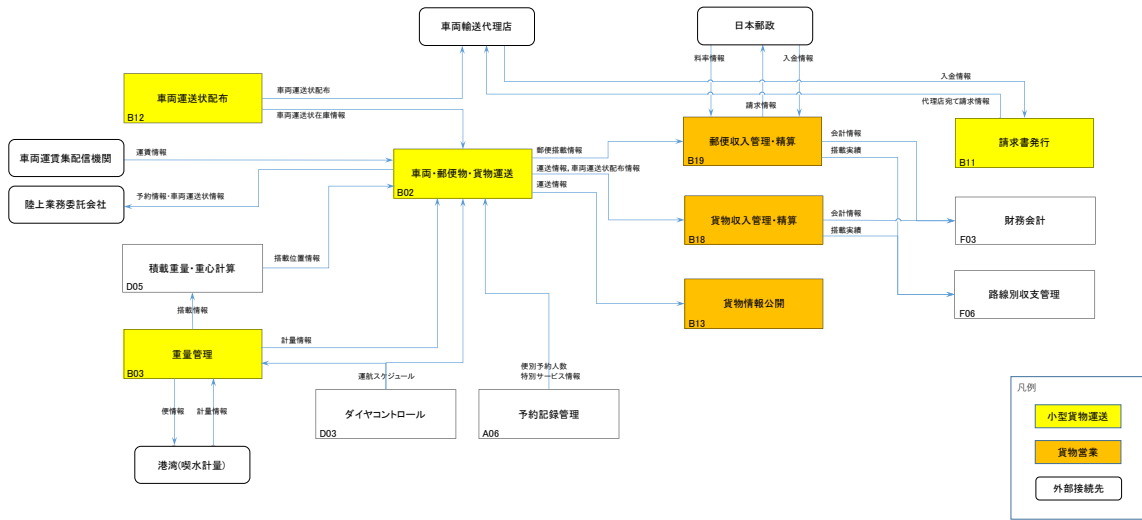 車両輸送代理店
日本郵政
料率情報
入金情報
請求情報
入金情報
代理店宛て請求情報
車両運送状配布
B12
車両運送状配布
車両運送状在庫情報
車両運賃集配信機関
運賃情報
陸上業務委託会社
予約情報・車両運送状情報
車両・郵便物・貨物運送
B02
郵便搭載情報
運送情報,車両運送状配布情報
運送情報
郵便収入管理・精算
B19
会計情報
搭載実績
請求書発行
B11
貨物収入管理・精算
B18
会計情報
搭載実績
財務会計
F03
積載重量・重心計算
D05
搭載位置情報
搭載情報
貨物情報公開
B13
路線別収支管理
F06
重量管理
B03
計量情報
運航スケジュール
便別予約人数
特別サービス情報
便情報
計量情報
ダイヤコントロール
D03
予約記録管理
A06
港湾(喫水計量)
凡例
小型貨物運送
貨物営業
外部接続先